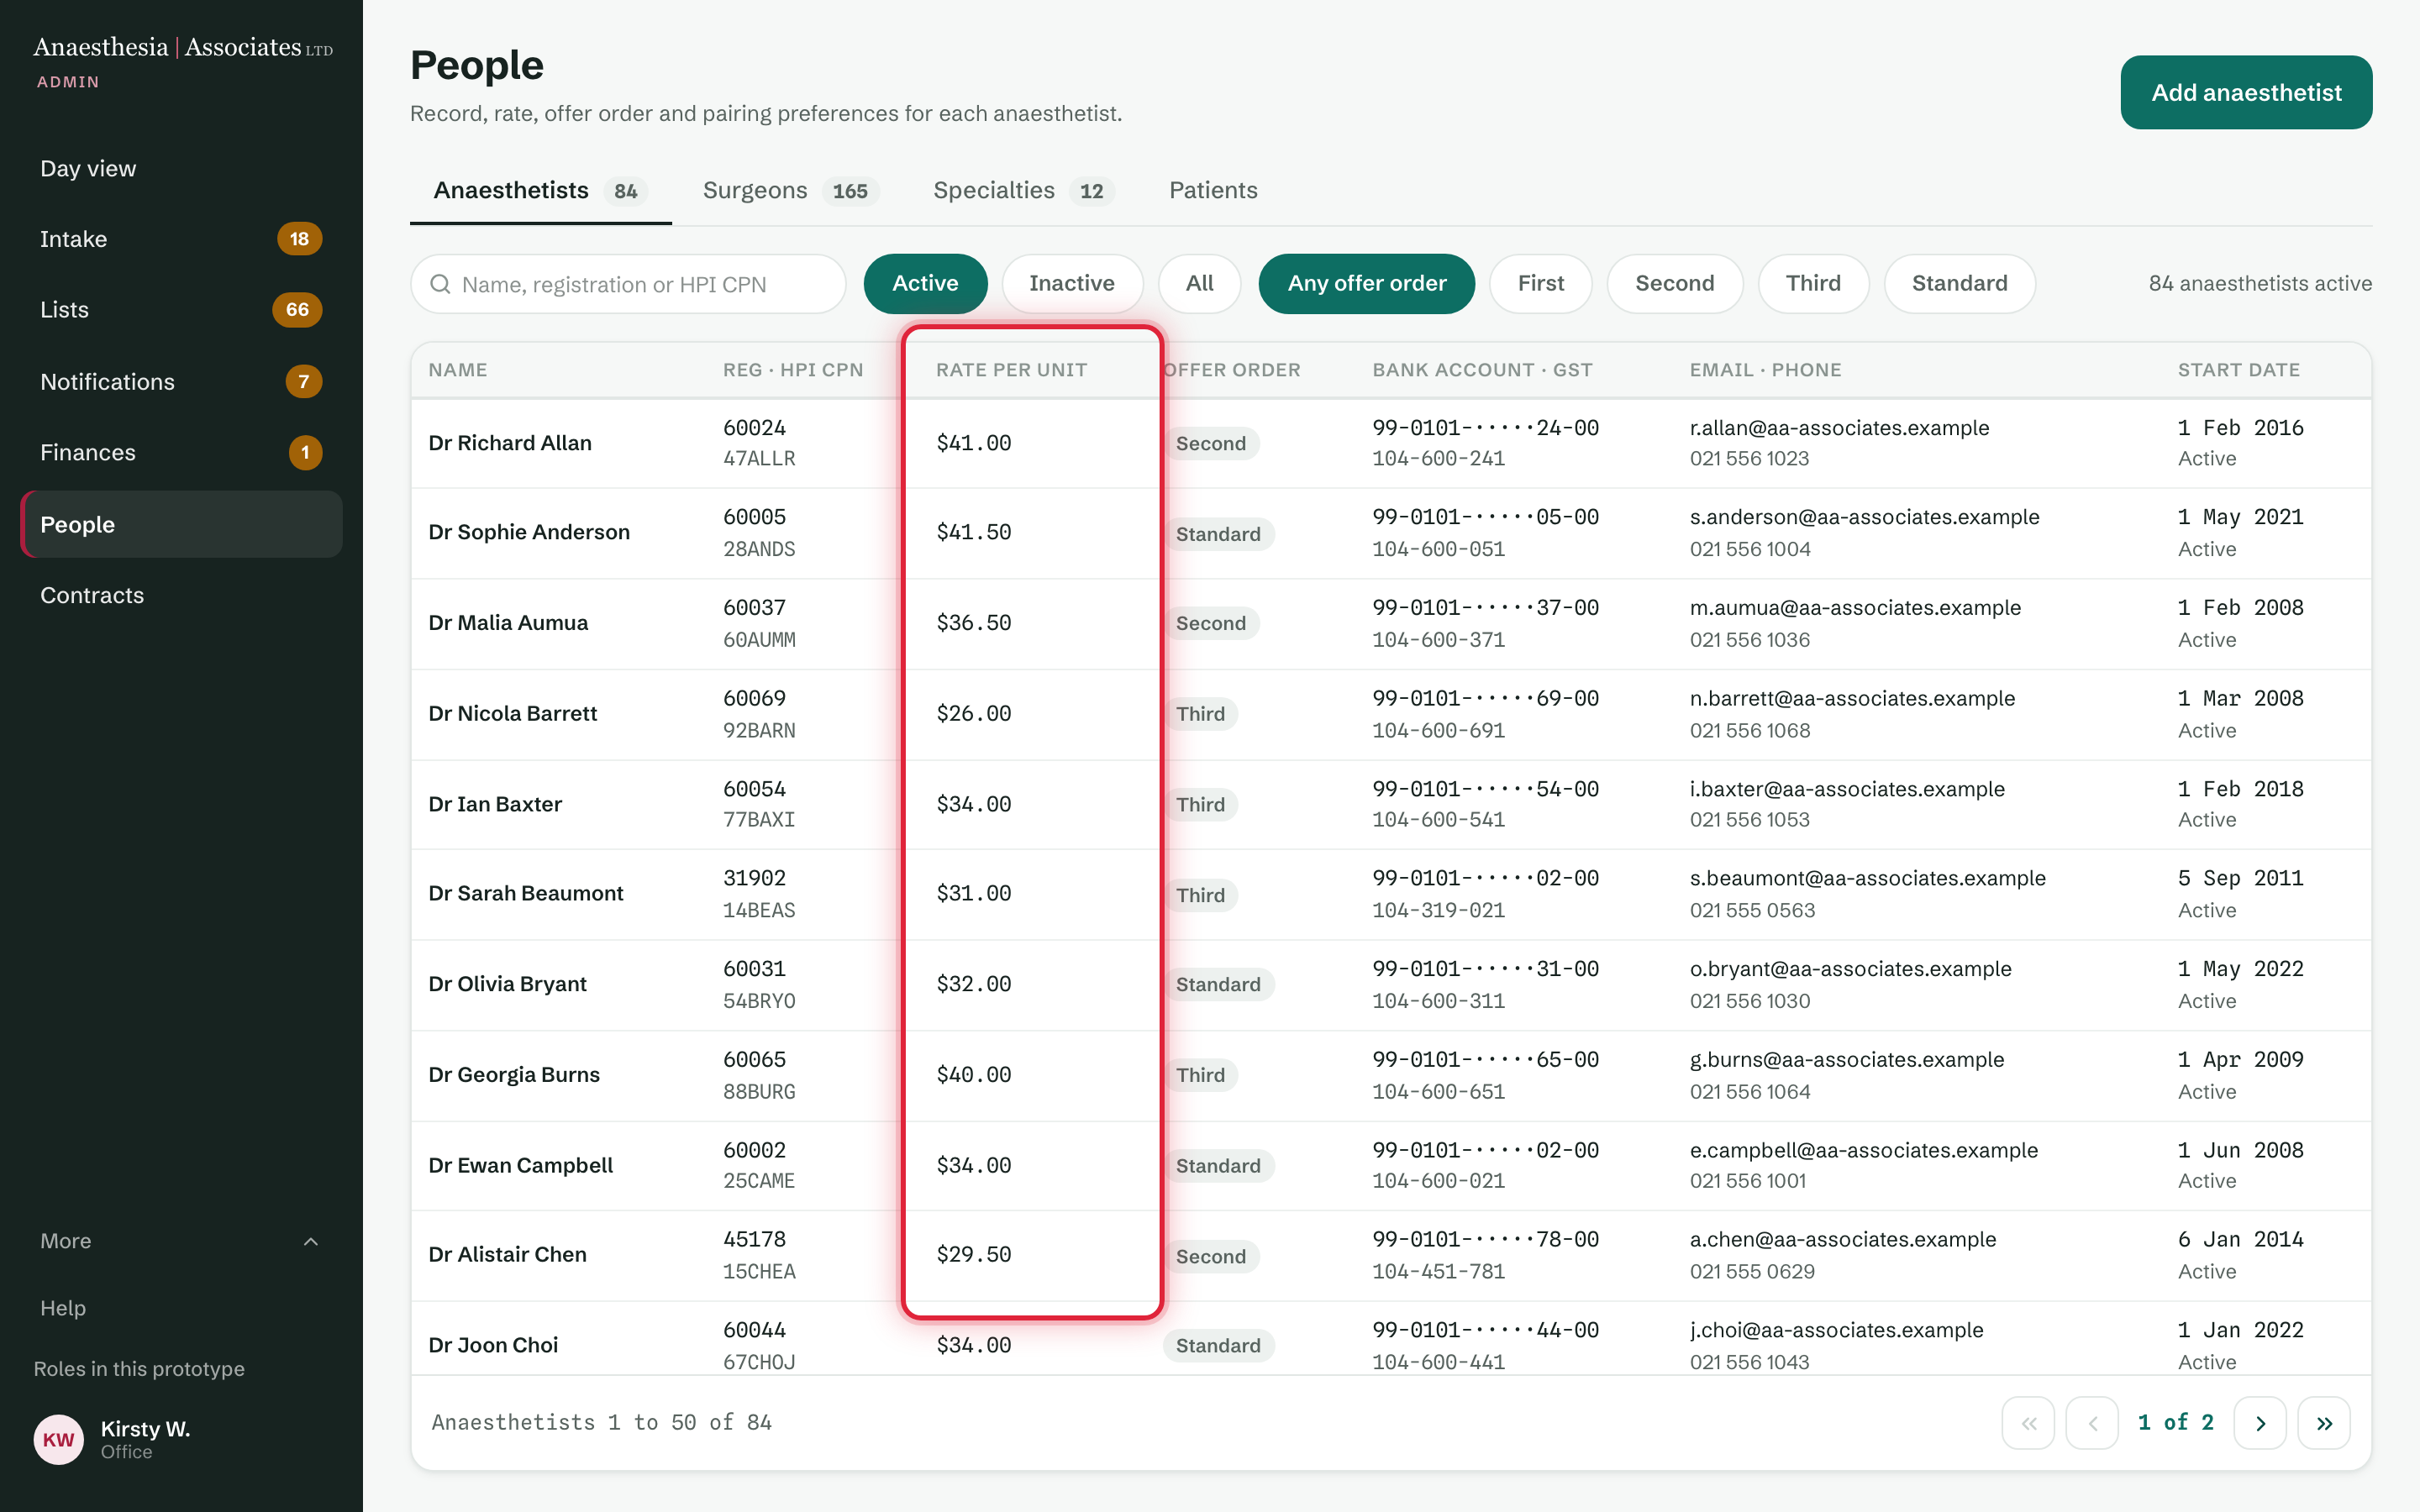 Anaesthesia | Associates LTD
ADMIN
Day view
Intake 18
Lists 66
Notifications 7
Finances 1
People
Contracts
More
Help
Roles in this prototype
KW Kirsty W.
Office
People
Record, rate, offer order and pairing preferences for each anaesthetist.
Add anaesthetist
Anaesthetists 84 Surgeons 165 Specialties 12 Patients
Name, registration or HPI CPN Active Inactive All Any offer order First Second Third Standard 84 anaesthetists active
NAME REG · HPI CPN RATE PER UNIT OFFER ORDER BANK ACCOUNT · GST EMAIL · PHONE START DATE
Dr Richard Allan 60024 $41.00 Second 99-0101-·····24-00 r.allan@aa-associates.example 1 Feb 2016
47ALLR 104-600-241 021 556 1023 Active
Dr Sophie Anderson 60005 $41.50 Standard 99-0101-·····05-00 s.anderson@aa-associates.example 1 May 2021
28ANDS 104-600-051 021 556 1004 Active
Dr Malia Aumua 60037 $36.50 Second 99-0101-·····37-00 m.aumua@aa-associates.example 1 Feb 2008
60AUMM 104-600-371 021 556 1036 Active
Dr Nicola Barrett 60069 $26.00 Third 99-0101-·····69-00 n.barrett@aa-associates.example 1 Mar 2008
92BARN 104-600-691 021 556 1068 Active
Dr Ian Baxter 60054 $34.00 Third 99-0101-·····54-00 i.baxter@aa-associates.example 1 Feb 2018
77BAXI 104-600-541 021 556 1053 Active
Dr Sarah Beaumont 31902 $31.00 Third 99-0101-·····02-00 s.beaumont@aa-associates.example 5 Sep 2011
14BEAS 104-319-021 021 555 0563 Active
Dr Olivia Bryant 60031 $32.00 Standard 99-0101-·····31-00 o.bryant@aa-associates.example 1 May 2022
54BRYO 104-600-311 021 556 1030 Active
Dr Georgia Burns 60065 $40.00 Third 99-0101-·····65-00 g.burns@aa-associates.example 1 Apr 2009
88BURG 104-600-651 021 556 1064 Active
Dr Ewan Campbell 60002 $34.00 Standard 99-0101-·····02-00 e.campbell@aa-associates.example 1 Jun 2008
25CAME 104-600-021 021 556 1001 Active
Dr Alistair Chen 45178 $29.50 Second 99-0101-·····78-00 a.chen@aa-associates.example 6 Jan 2014
15CHEA 104-451-781 021 555 0629 Active
Dr Joon Choi 60044 $34.00 Standard 99-0101-·····44-00 j.choi@aa-associates.example 1 Jan 2022
67CHOJ 104-600-441 021 556 1043 Active
Anaesthetists 1 to 50 of 84 1 of 2